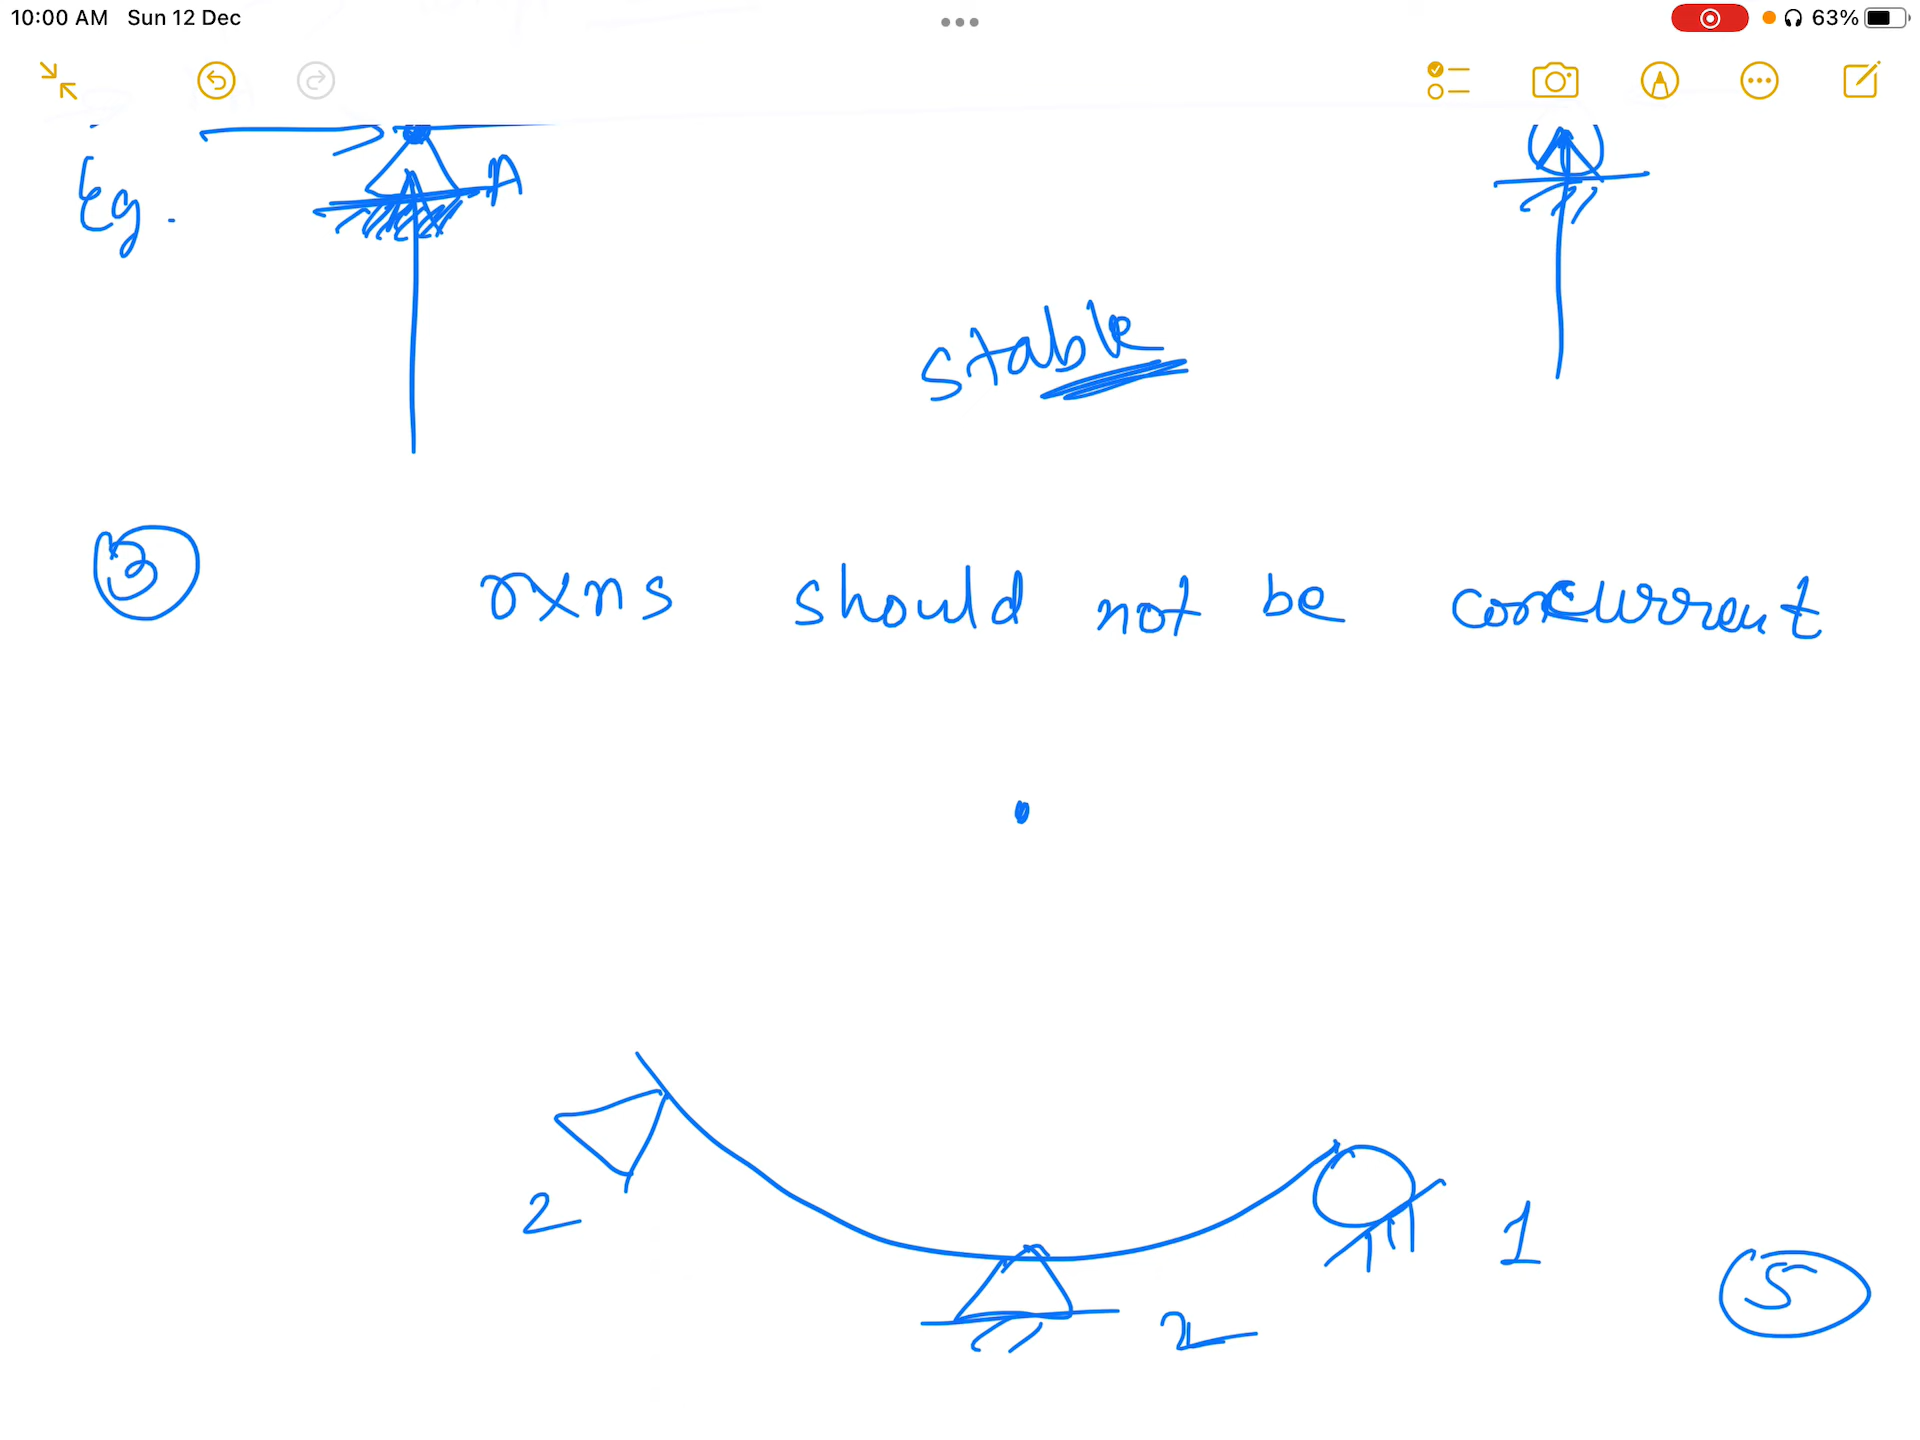 10:00 AM Sun 12 Dec
63%
Eg.
A
stable
3
rxns should not be concurrent
2
1
2
5